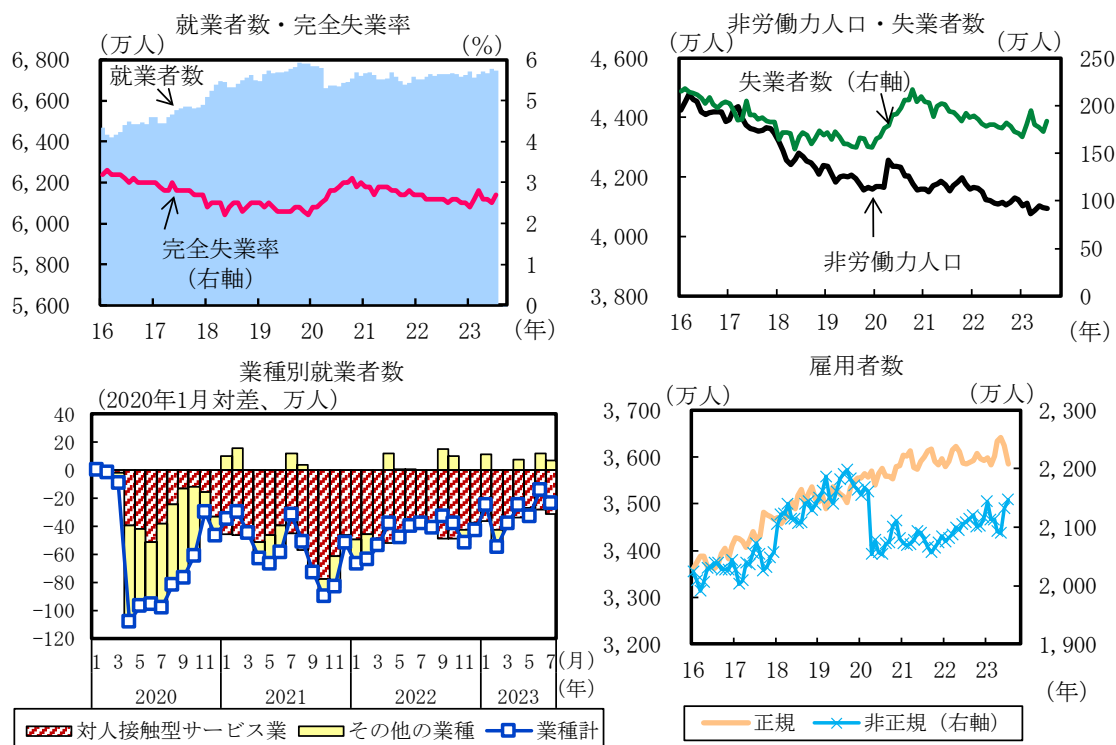 就業者数・完全失業率
(万人)
(%)
6,800
6,600
6,400
6,200
6,000
5,800
5,600
6
5
4
3
2
1
0
就業者数
完全失業率
(右軸)
16 17 18 19 20 21 22 23
(年)
非労働力人口・失業者数
(万人)
(万人)
4,600
4,400
4,200
4,000
3,800
250
200
150
100
50
0
失業者数（右軸）
非労働力人口
16 17 18 19 20 21 22 23
(年)
業種別就業者数
(2020年1月対差、万人)
40
20
0
-20
-40
-60
-80
-100
-120
1 3 5 7 9 11 1 3 5 7 9 11 1 3 5 7 9 11 1 3 5 7 (月)
2020 2021 2022 2023 (年)
対人接触型サービス業 その他の業種 業種計
雇用者数
(万人)
(万人)
3,700
3,600
3,500
3,400
3,300
3,200
2,300
2,200
2,100
2,000
1,900
16 17 18 19 20 21 22 23
(年)
正規 非正規（右軸）